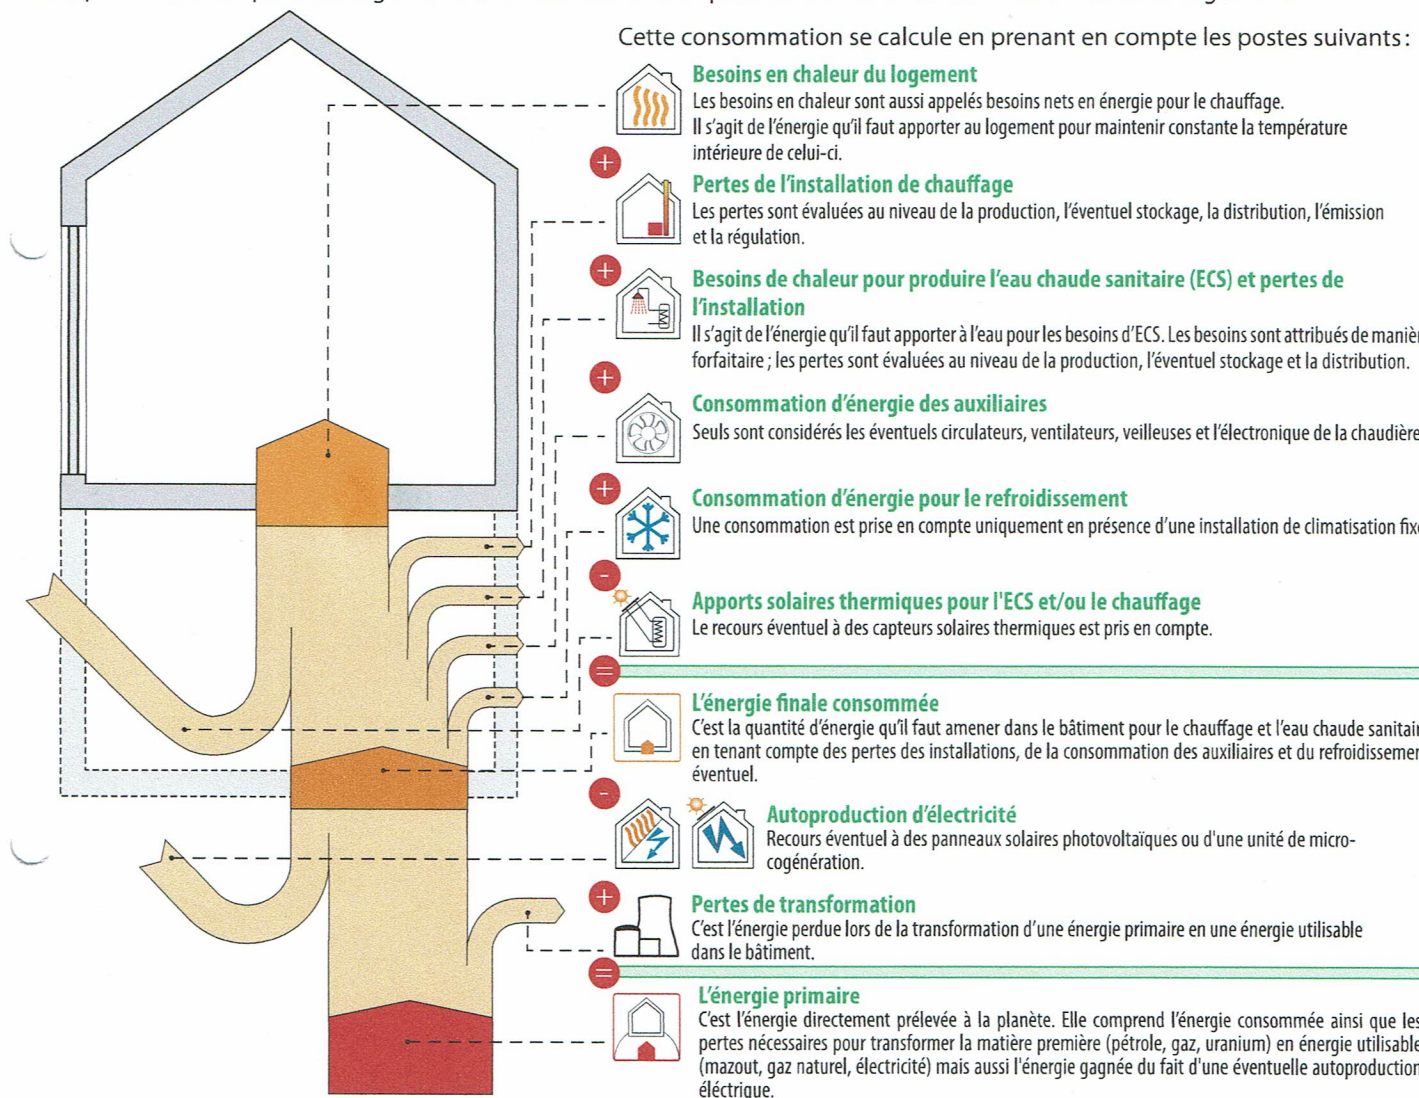 Cette consommation se calcule en prenant en compte les postes suivants :
Besoins en chaleur du logement
Les besoins en chaleur sont aussi appelés besoins nets en énergie pour le chauffage.
Il s'agit de l'énergie qu'il faut apporter au logement pour maintenir constante la température
intérieure de celui-ci.
+
Pertes de l'installation de chauffage
Les pertes sont évaluées au niveau de la production, l'éventuel stockage, la distribution, l'émission
et la régulation.
+
Besoins de chaleur pour produire l'eau chaude sanitaire (ECS) et pertes de
l'installation
Il s'agit de l'énergie qu'il faut apporter à l'eau pour les besoins d'ECS. Les besoins sont attribués de manièr
forfaitaire ; les pertes sont évaluées au niveau de la production, l'éventuel stockage et la distribution.
+
Consommation d'énergie des auxiliaires
Seuls sont considérés les éventuels circulateurs, ventilateurs, veilleuses et l'électronique de la chaudière
+
Consommation d'énergie pour le refroidissement
Une consommation est prise en compte uniquement en présence d'une installation de climatisation fixe
-
Apports solaires thermiques pour l'ECS et/ou le chauffage
Le recours éventuel à des capteurs solaires thermiques est pris en compte.
=
L'énergie finale consommée
C'est la quantité d'énergie qu'il faut amener dans le bâtiment pour le chauffage et l'eau chaude sanitair
en tenant compte des pertes des installations, de la consommation des auxiliaires et du refroidissemen
éventuel.
-
Autoproduction d'électricité
Recours éventuel à des panneaux solaires photovoltaïques ou d'une unité de micro-
cogénération.
+
Pertes de transformation
C'est l'énergie perdue lors de la transformation d'une énergie primaire en une énergie utilisable
dans le bâtiment.
=
L'énergie primaire
C'est l'énergie directement prélevée à la planète. Elle comprend l'énergie consommée ainsi que les
pertes nécessaires pour transformer la matière première (pétrole, gaz, uranium) en énergie utilisable
(mazout, gaz naturel, électricité) mais aussi l'énergie gagnée du fait d'une éventuelle autoproduction
éléctrique.